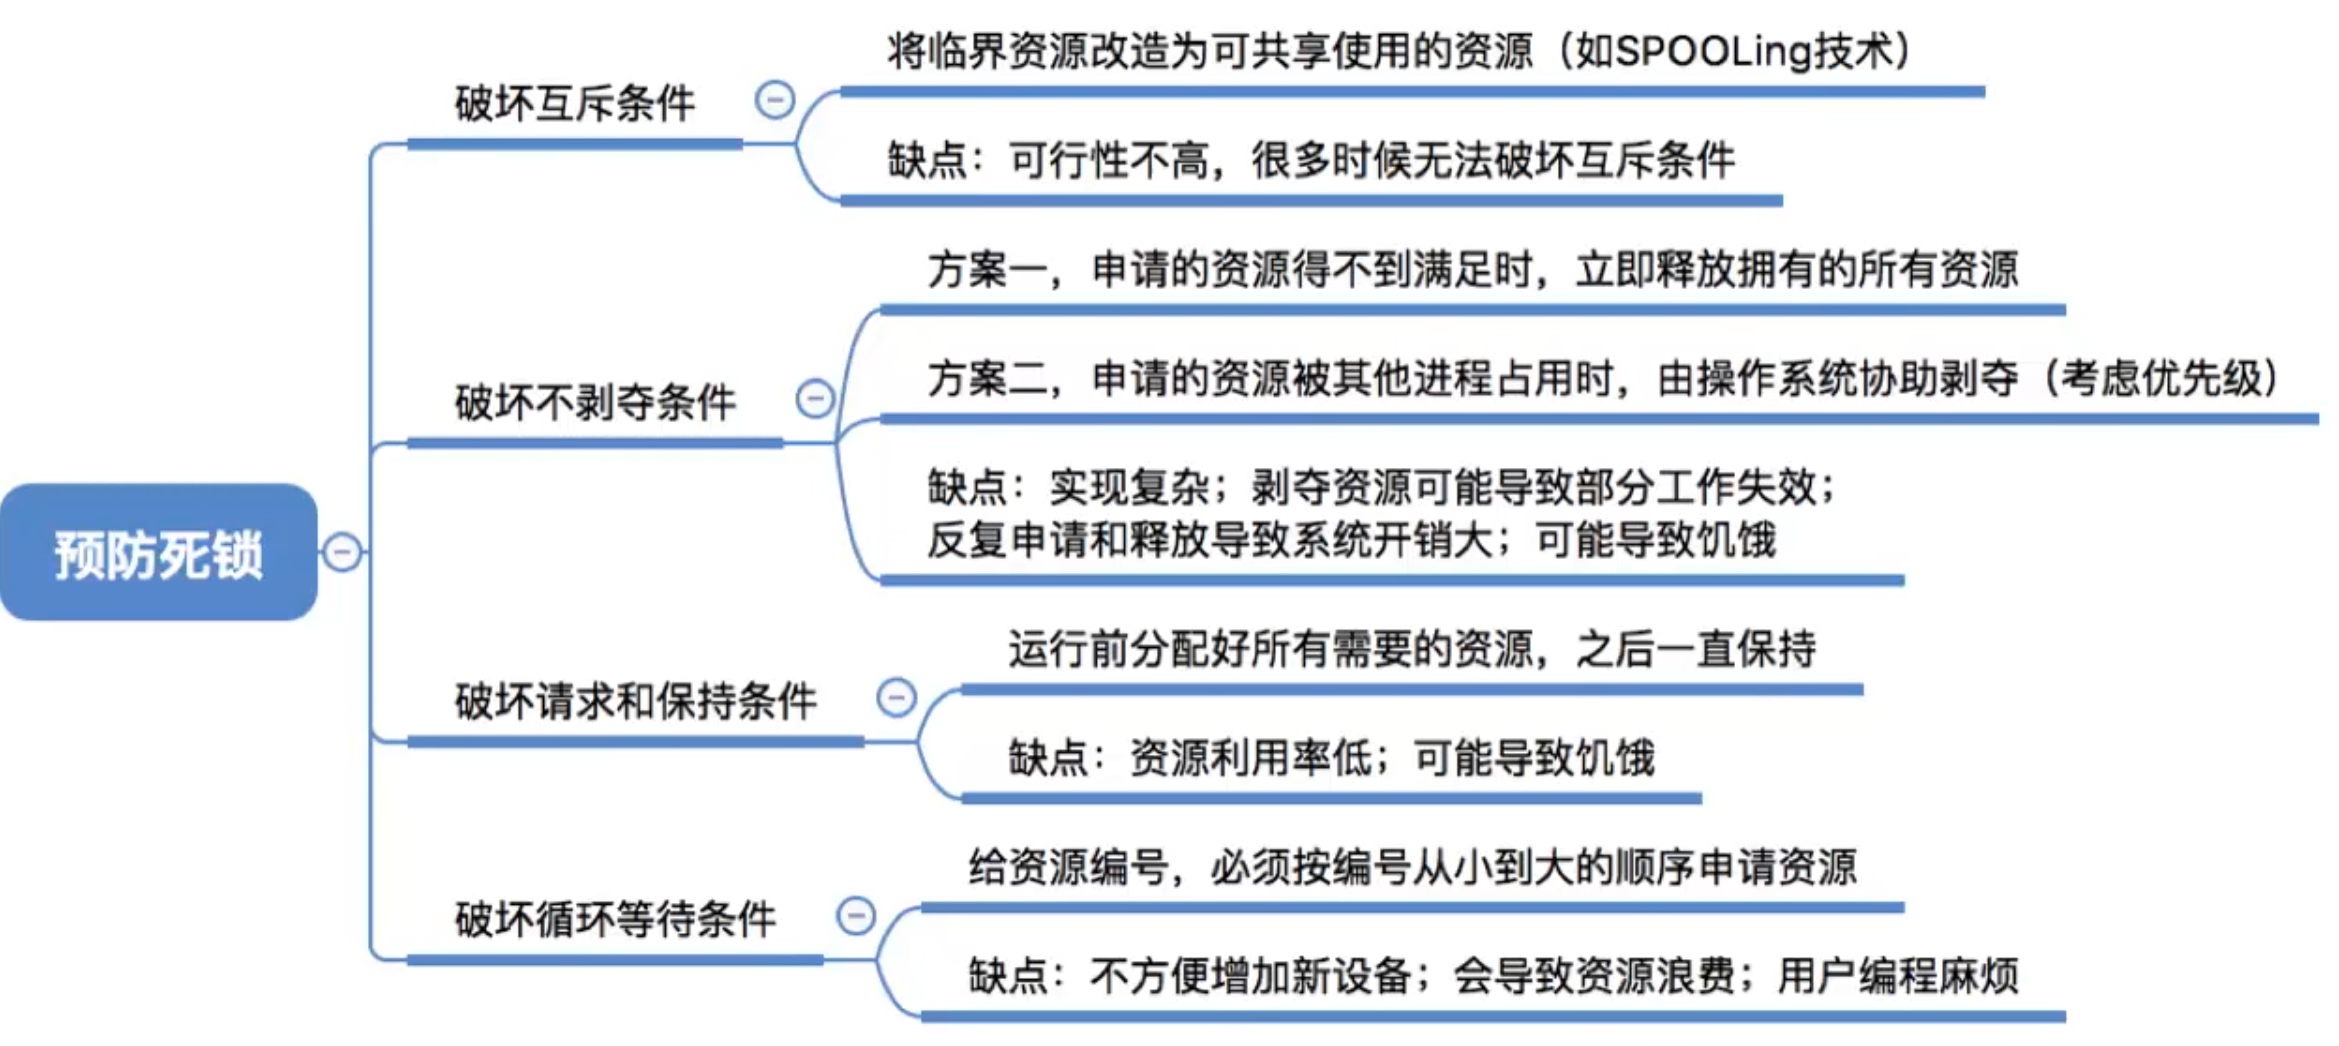 预防死锁
破坏互斥条件
将临界资源改造为可共享使用的资源（如SPOOLing技术）
缺点：可行性不高，很多时候无法破坏互斥条件
破坏不剥夺条件
方案一，申请的资源得不到满足时，立即释放拥有的所有资源
方案二，申请的资源被其他进程占用时，由操作系统协助剥夺（考虑优先级）
缺点：实现复杂；剥夺资源可能导致部分工作失效；
反复申请和释放导致系统开销大；可能导致饥饿
破坏请求和保持条件
运行前分配好所有需要的资源，之后一直保持
缺点：资源利用率低；可能导致饥饿
破坏循环等待条件
给资源编号，必须按编号从小到大的顺序申请资源
缺点：不方便增加新设备；会导致资源浪费；用户编程麻烦